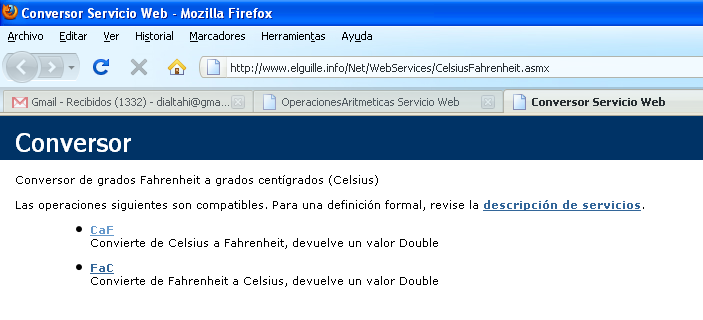 Conversor Servicio Web - Mozilla Firefox
Archivo Editar Ver Historial Marcadores Herramientas Ayuda
http://www.elguille.info/Net/WebServices/CelsiusFahrenheit.asmx
Gmail - Recibidos (1332) - dialtahi@gma... OperacionesAritmeticas Servicio Web Conversor Servicio Web
Conversor
Conversor de grados Fahrenheit a grados centígrados (Celsius)
Las operaciones siguientes son compatibles. Para una definición formal, revise la descripción de servicios.
CaF
Convierte de Celsius a Fahrenheit, devuelve un valor Double
FaC
Convierte de Fahrenheit a Celsius, devuelve un valor Double